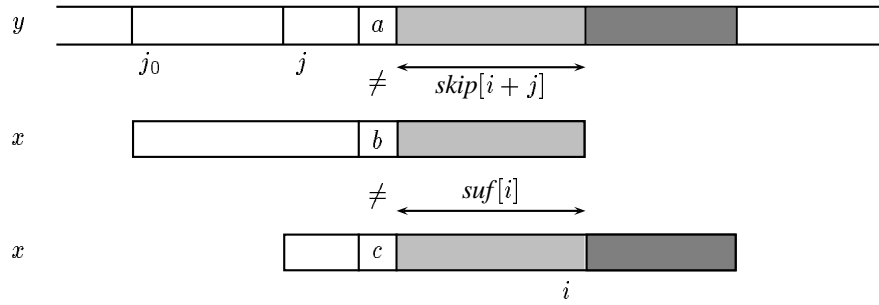 y a
j₀ j
≠ skip[i + j]
x b
≠ suf[i]
x c
i